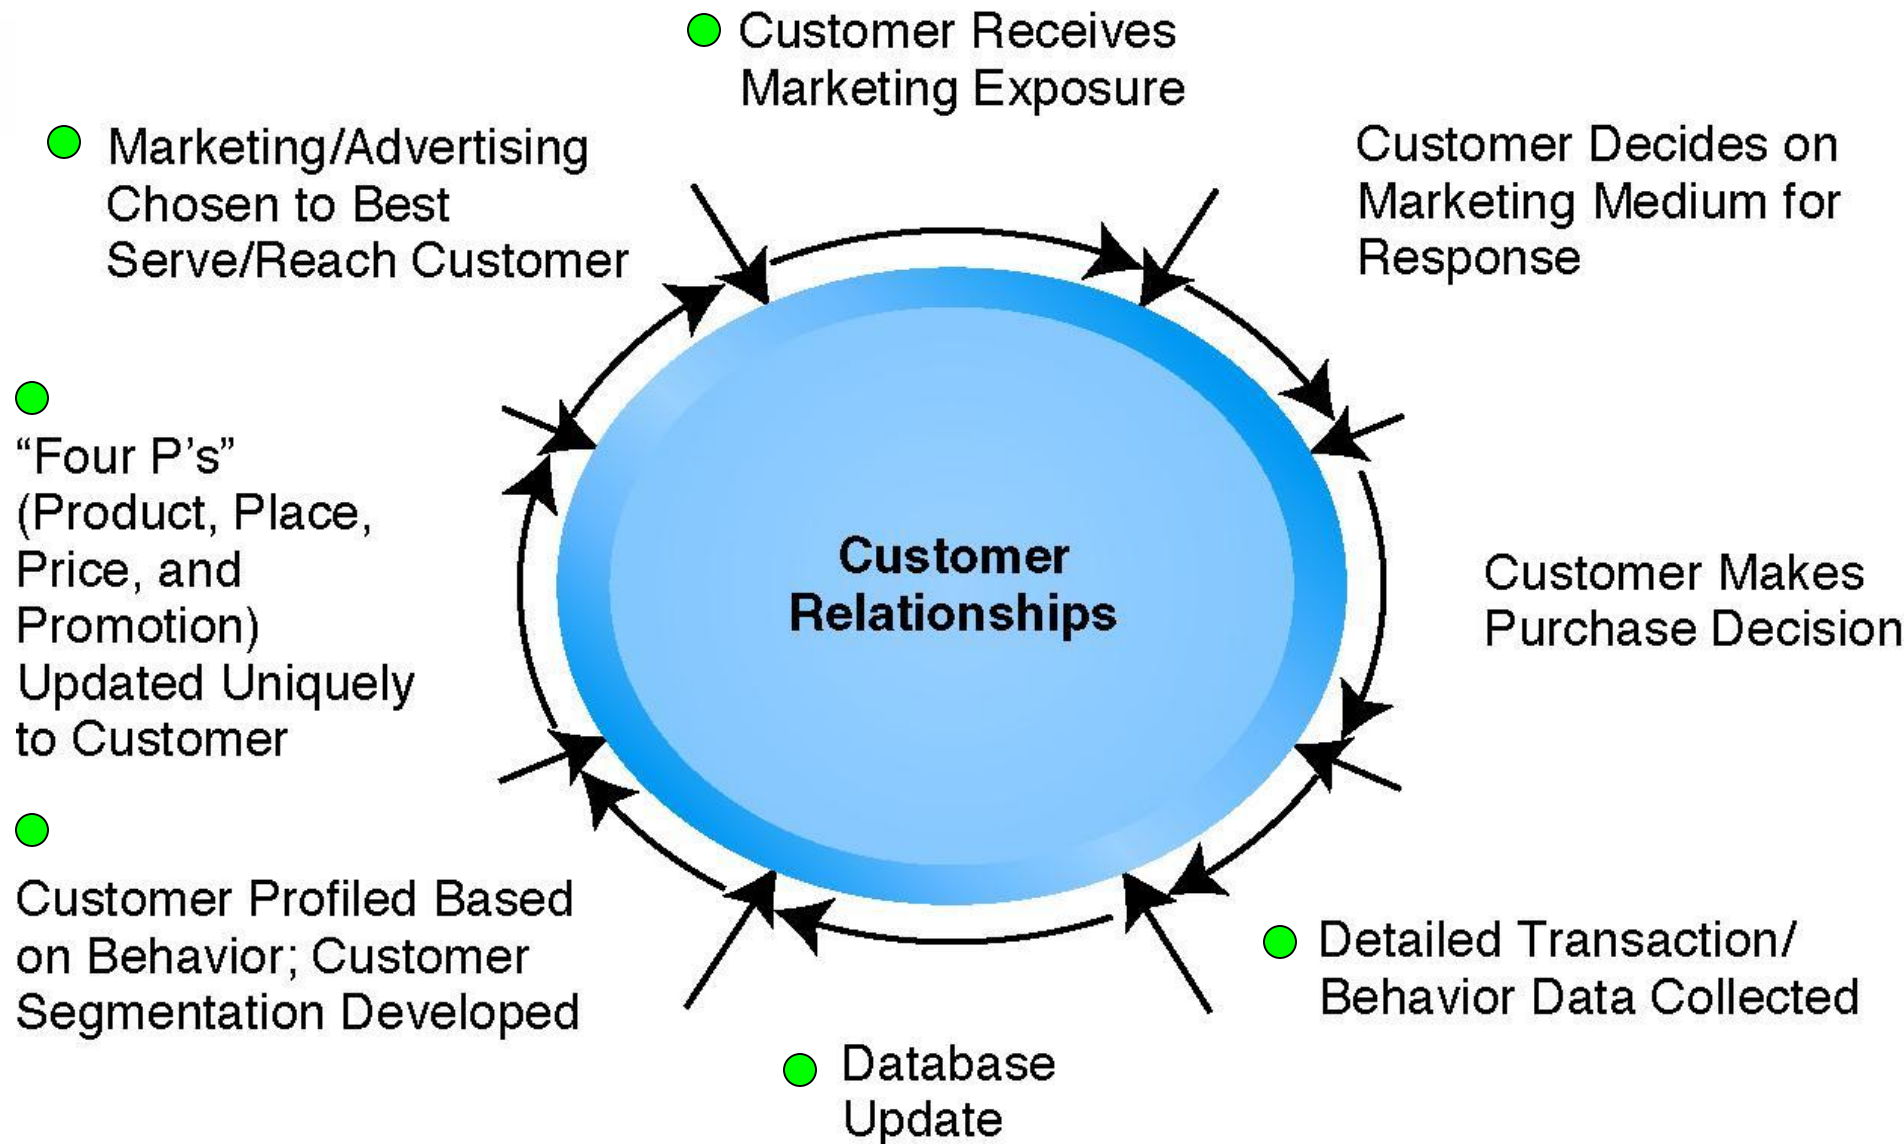 Customer Receives
Marketing Exposure
Customer Decides on
Marketing Medium for
Response
Customer Makes
Purchase Decision
Detailed Transaction/
Behavior Data Collected
Database
Update
Customer Profiled Based
on Behavior; Customer
Segmentation Developed
“Four P’s”
(Product, Place,
Price, and
Promotion)
Updated Uniquely
to Customer
Marketing/Advertising
Chosen to Best
Serve/Reach Customer
Customer
Relationships